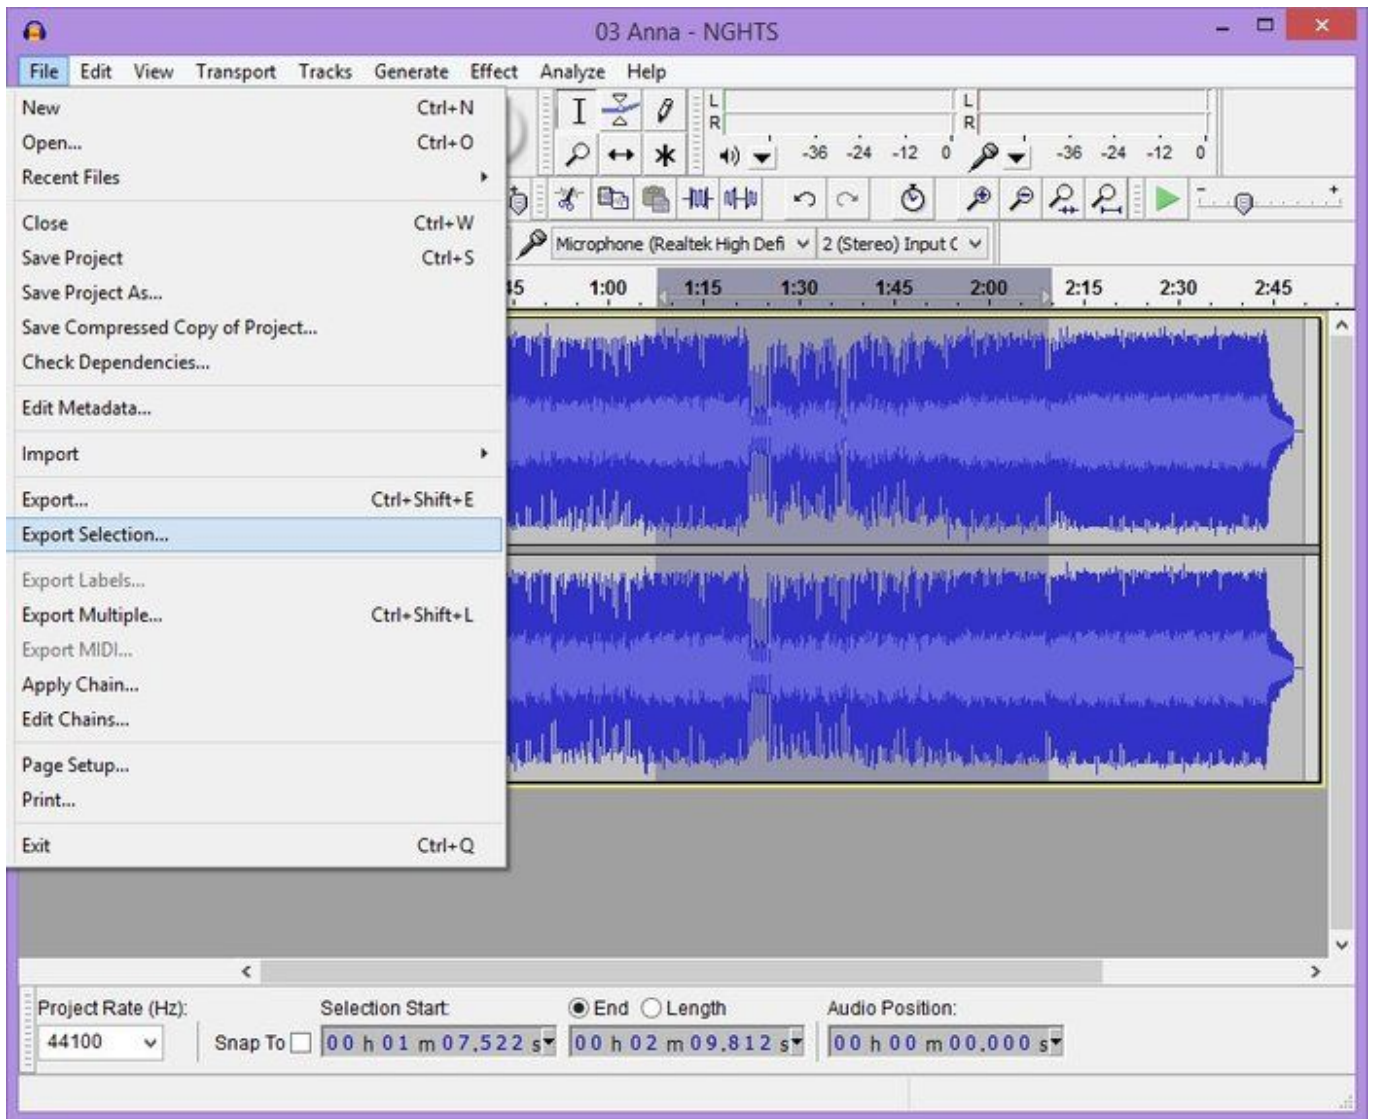 03 Anna - NGHTS
File Edit View Transport Tracks Generate Effect Analyze Help
New Ctrl+N
Open... Ctrl+O
Recent Files
Close Ctrl+W
Save Project Ctrl+S
Save Project As...
Save Compressed Copy of Project...
Check Dependencies...
Edit Metadata...
Import
Export... Ctrl+Shift+E
Export Selection...
Export Labels...
Export Multiple... Ctrl+Shift+L
Export MIDI...
Apply Chain...
Edit Chains...
Page Setup...
Print...
Exit Ctrl+Q
L L
R R
-36 -24 -12 0 -36 -24 -12 0
Microphone (Realtek High Defi 2 (Stereo) Input C
45 1:00 1:15 1:30 1:45 2:00 2:15 2:30 2:45
Project Rate (Hz): Selection Start: End Length Audio Position:
44100 Snap To 00 h 01 m 07.522 s 00 h 02 m 09.812 s 00 h 00 m 00.000 s